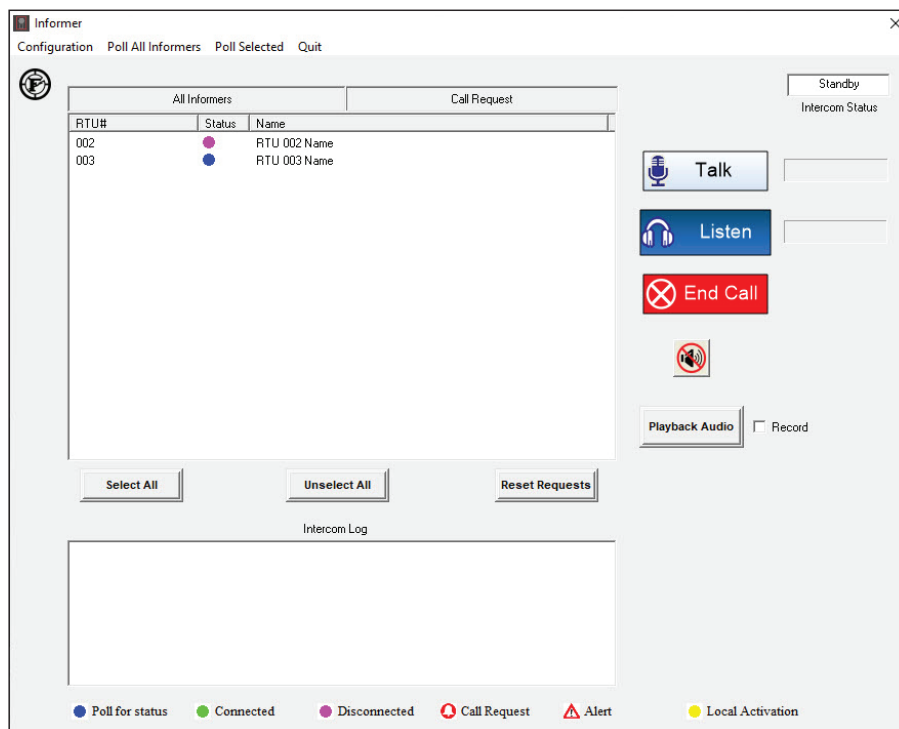 Informer
Configuration Poll All Informers Poll Selected Quit
F
Standby
Intercom Status
All Informers Call Request
RTU# Status Name
002 RTU 002 Name
003 RTU 003 Name
Talk
Listen
End Call
Playback Audio Record
Select All Unselect All Reset Requests
Intercom Log
Poll for status Connected Disconnected Call Request Alert Local Activation